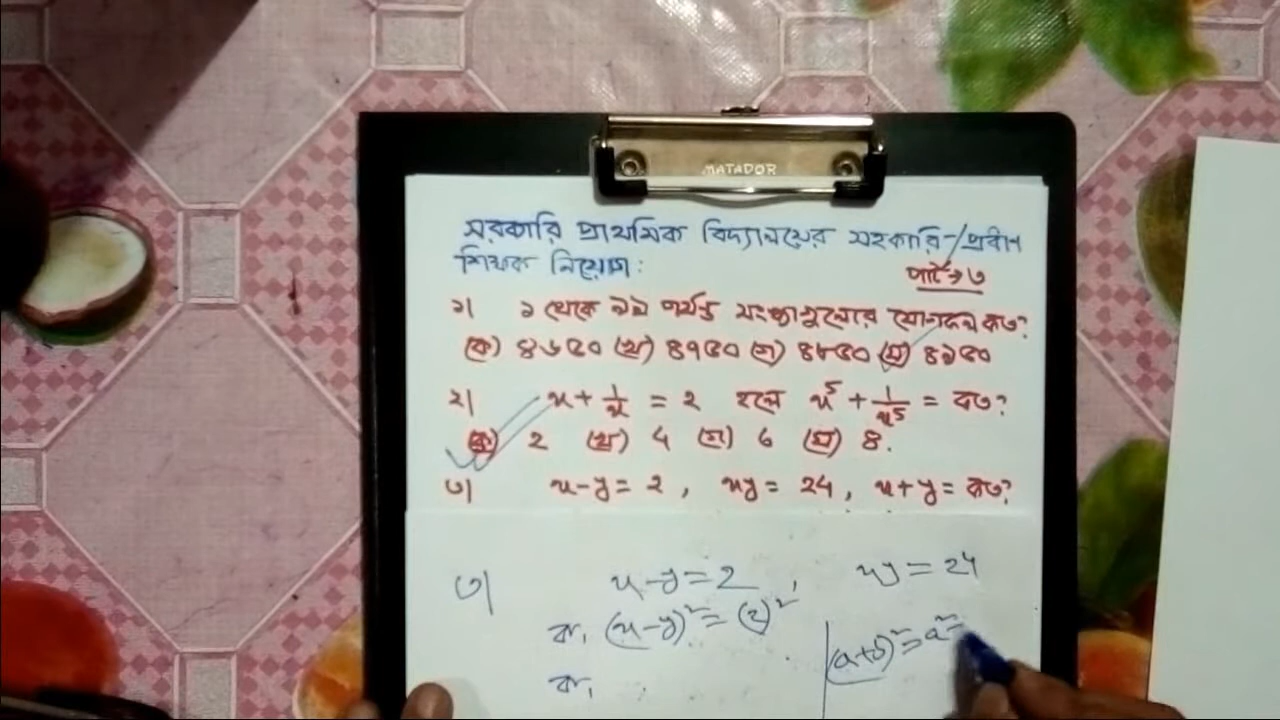 MATADOR
সরকারি প্রাথমিক বিদ্যালয়ের সহকারি-/প্রবীণ
শিক্ষক নিয়োগ:
পার্ট→৩
১| ১ থেকে ৯৯ পর্যন্ত সংখ্যাগুলোর যোগফল কত?
(ক) ৪৬৫০ (খ) ৪৭৫০ (গ) ৪৮৫০ (ঘ) ৪৯৫০
২| x + 1/x = 2 হলে x⁵ + 1/x⁵ = কত?
(ক) 2 (খ) 4 (গ) 6 (ঘ) 8.
৩| x-y = 2, xy = 24, x+y = কত?
৩| x-y=2, xy = 24
বা, (x-y)² = (2)²
(a+b)² = a²
বা,